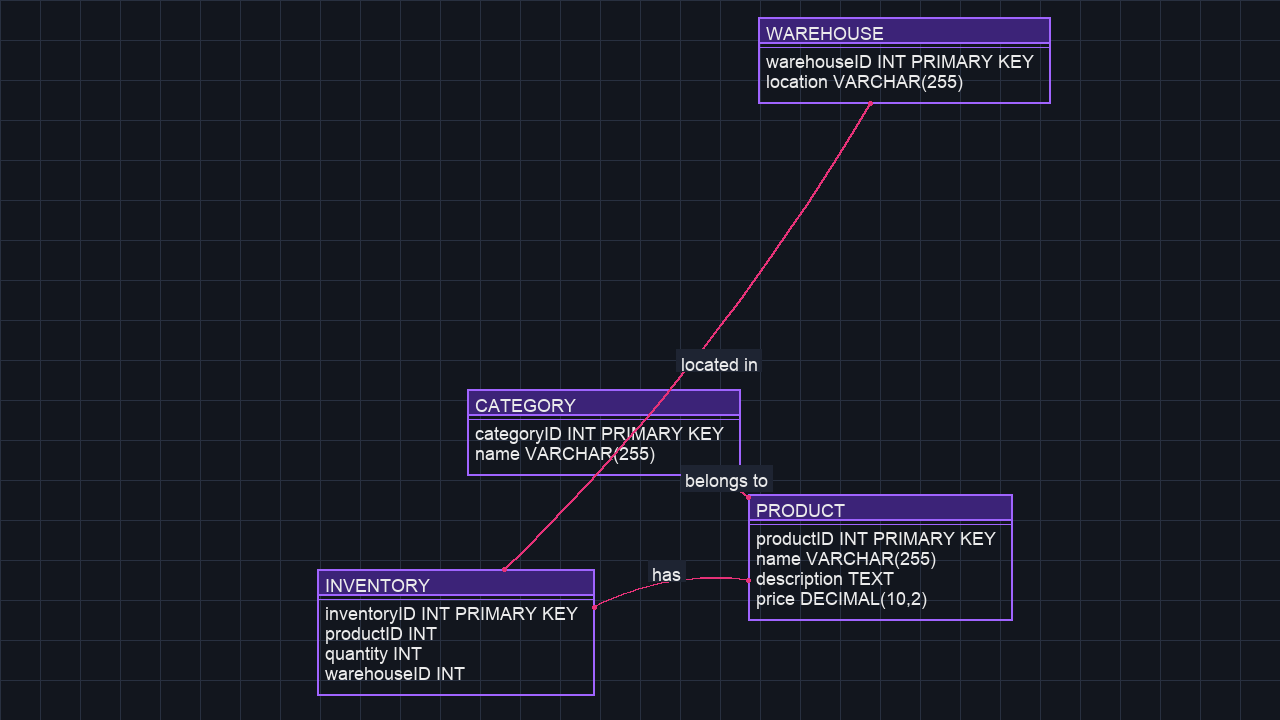 WAREHOUSE
warehouseID INT PRIMARY KEY
location VARCHAR(255)
located in
CATEGORY
categoryID INT PRIMARY KEY
name VARCHAR(255)
belongs to
PRODUCT
productID INT PRIMARY KEY
name VARCHAR(255)
description TEXT
price DECIMAL(10,2)
has
INVENTORY
inventoryID INT PRIMARY KEY
productID INT
quantity INT
warehouseID INT